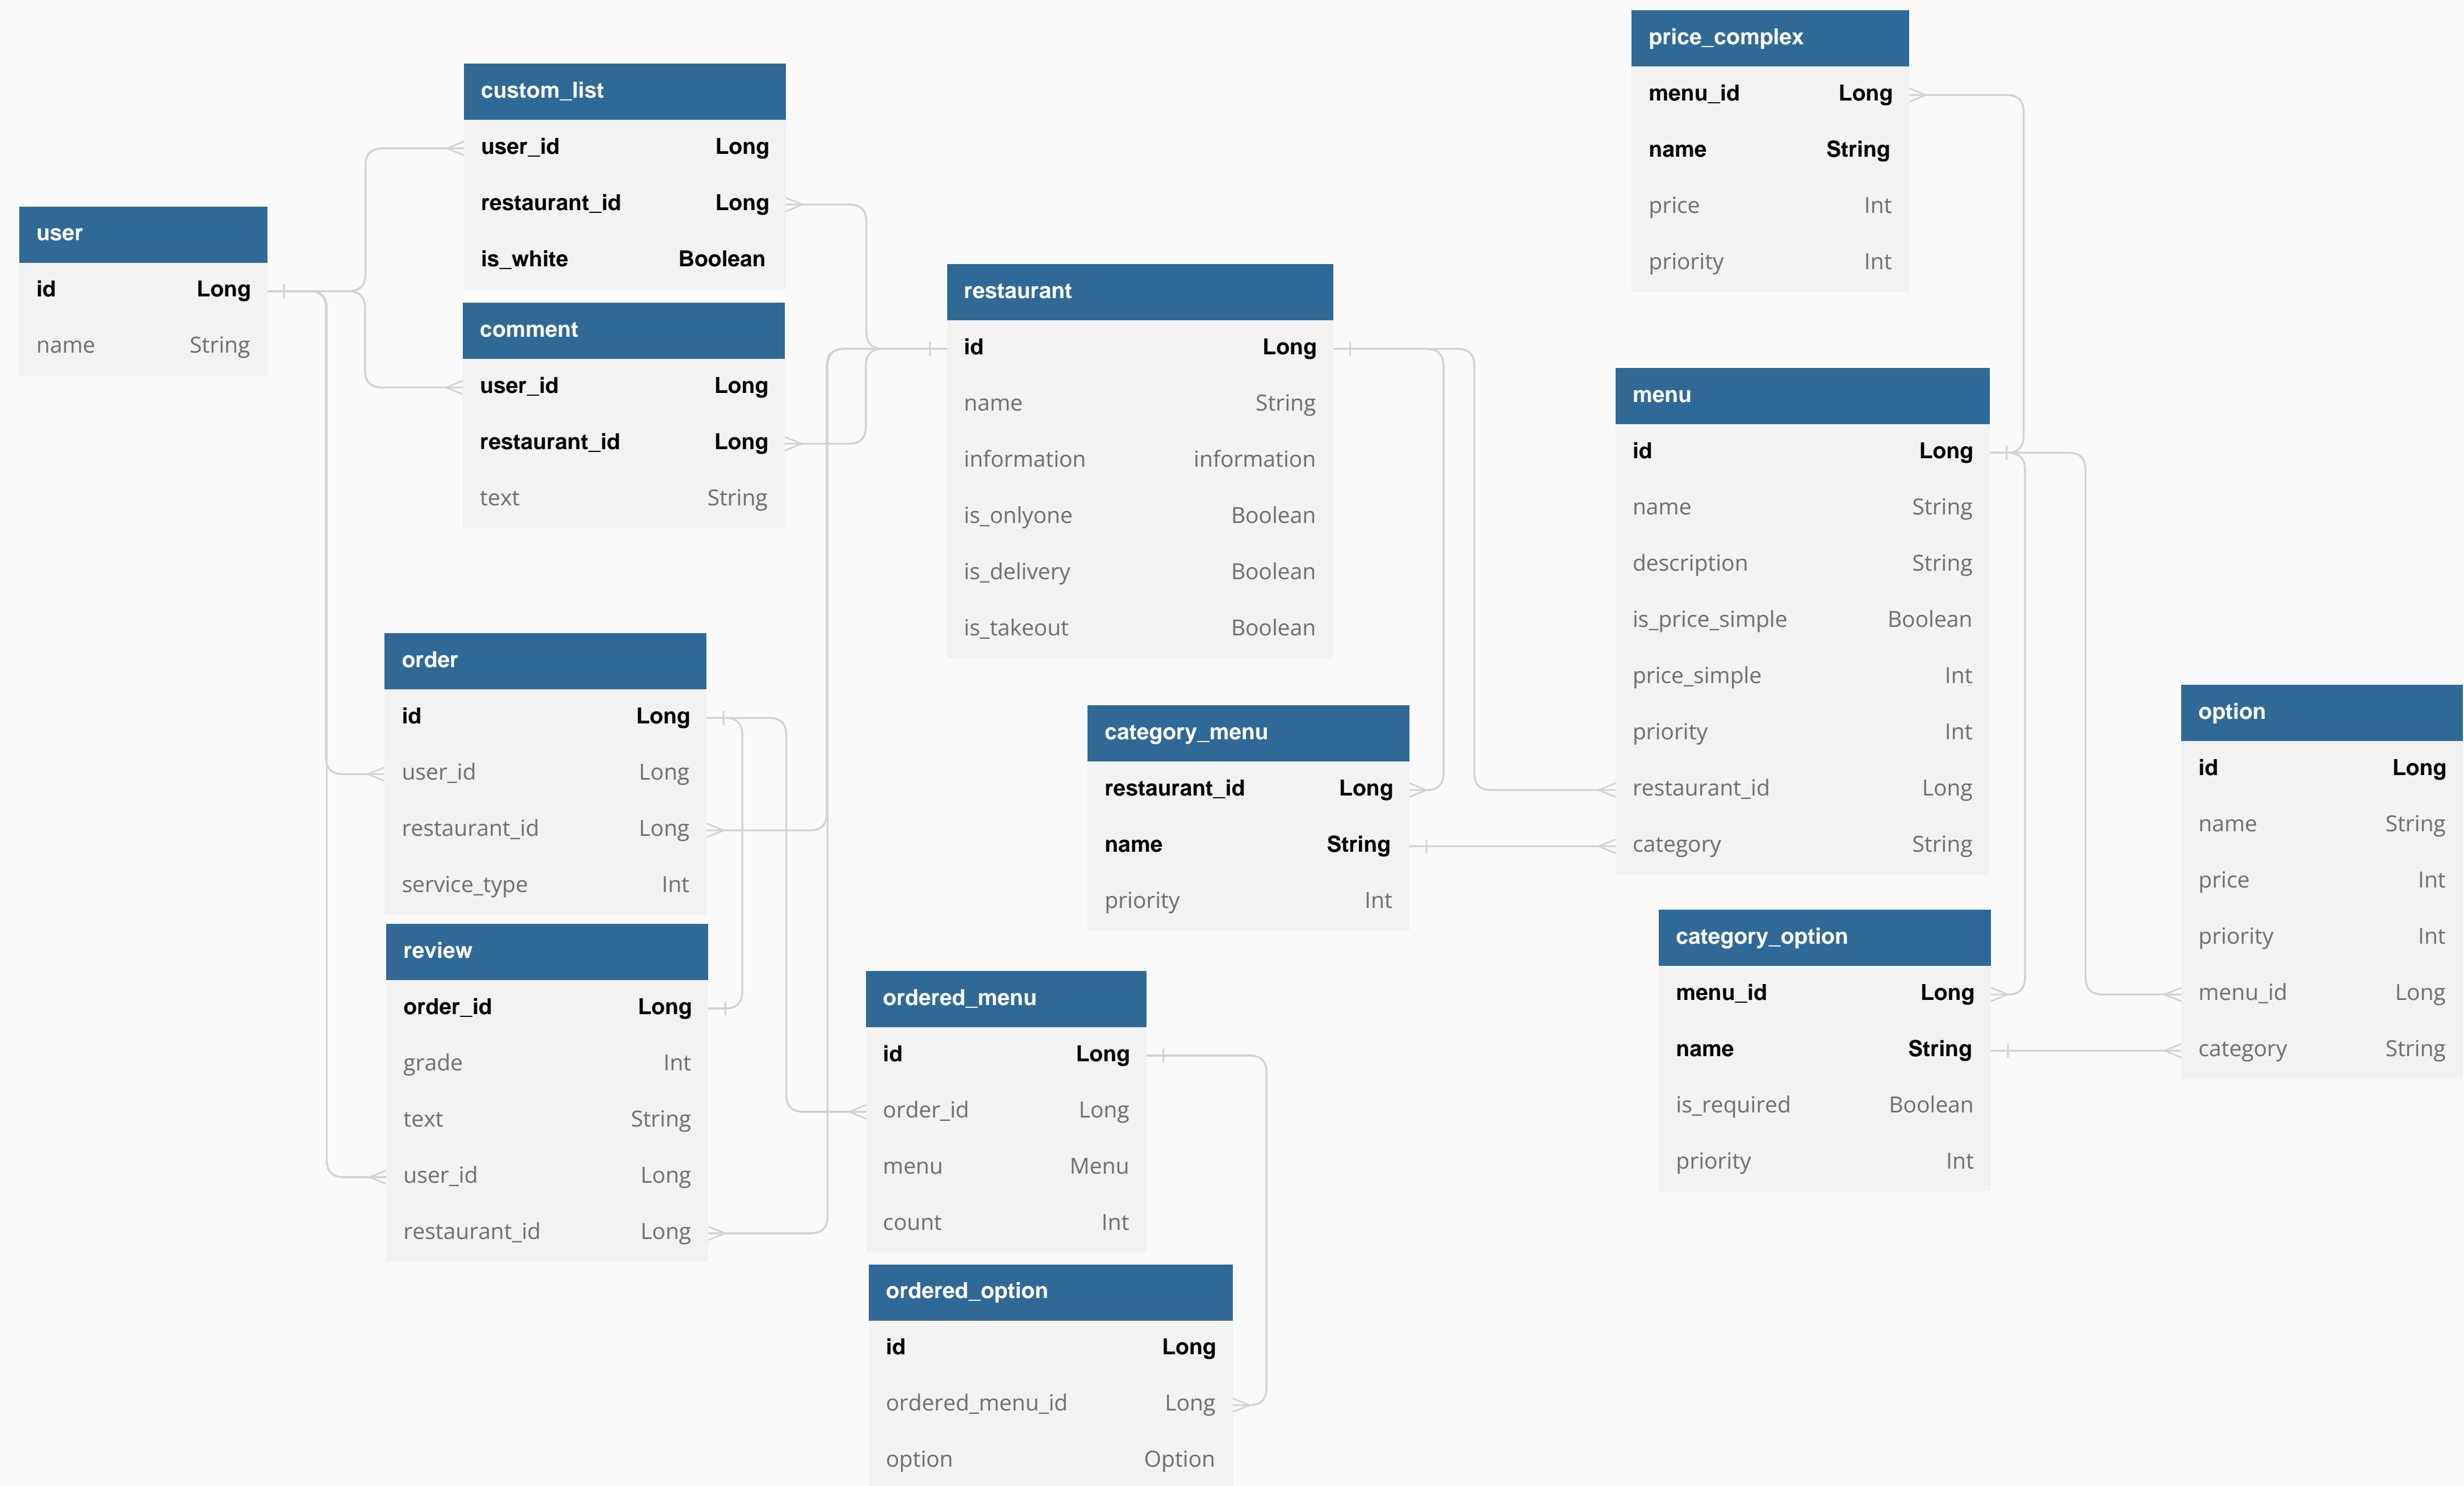 price_complex
menu_id Long
name String
price Int
priority Int
custom_list
user_id Long
restaurant_id Long
is_white Boolean
user
id Long
name String
comment
user_id Long
restaurant_id Long
text String
restaurant
id Long
name String
information information
is_onlyone Boolean
is_delivery Boolean
is_takeout Boolean
menu
id Long
name String
description String
is_price_simple Boolean
price_simple Int
priority Int
restaurant_id Long
category String
order
id Long
user_id Long
restaurant_id Long
service_type Int
category_menu
restaurant_id Long
name String
priority Int
option
id Long
name String
price Int
priority Int
menu_id Long
category String
review
order_id Long
grade Int
text String
user_id Long
restaurant_id Long
category_option
menu_id Long
name String
is_required Boolean
priority Int
ordered_menu
id Long
order_id Long
menu Menu
count Int
ordered_option
id Long
ordered_menu_id Long
option Option